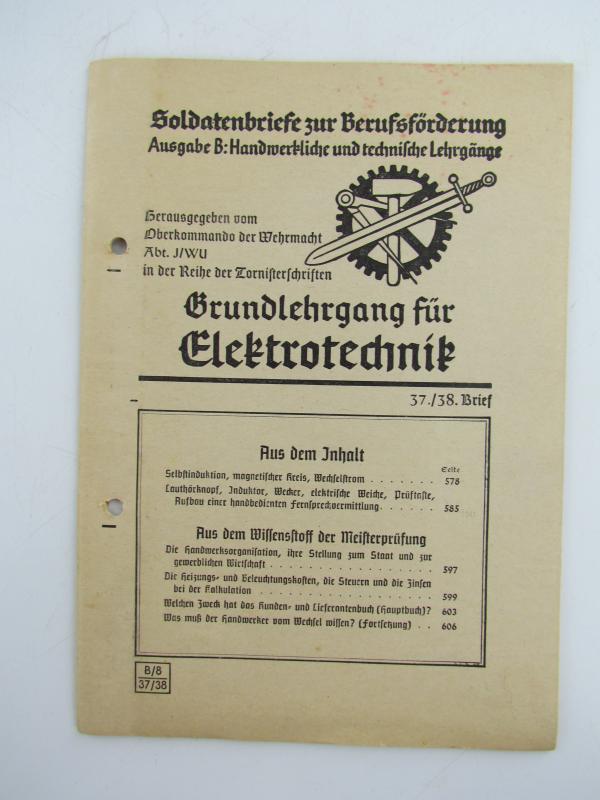 Soldatenbriefe zur Berufsförderung
Ausgabe B: Handwerkliche und technische Lehrgänge
Herausgegeben vom
Oberkommando der Wehrmacht
Abt. J/WU
in der Reihe der Tornisterschriften
Grundlehrgang für
Elektrotechnik
37./38. Brief
Aus dem Inhalt
Seite
Selbstinduktion, magnetischer Kreis, Wechselstrom . . . . . . . 578
Lauthörknopf, Induktor, Wecker, elektrische Weiche, Prüftaste,
Aufbau einer handbedienten Fernsprechvermittlung . . . . . . 585
Aus dem Wissensstoff der Meisterprüfung
Die Handwerksorganisation, ihre Stellung zum Staat und zur
gewerblichen Wirtschaft . . . . . . . . . . . . . . . . . 597
Die Heizungs- und Beleuchtungskosten, die Steuern und die Zinsen
bei der Kalkulation . . . . . . . . . . . . . . . . . . 599
Welchen Zweck hat das Kunden- und Lieferantenbuch (Hauptbuch)? 603
Was muß der Handwerker vom Wechsel wissen? (Fortsetzung) . . 606
B/8
37/38